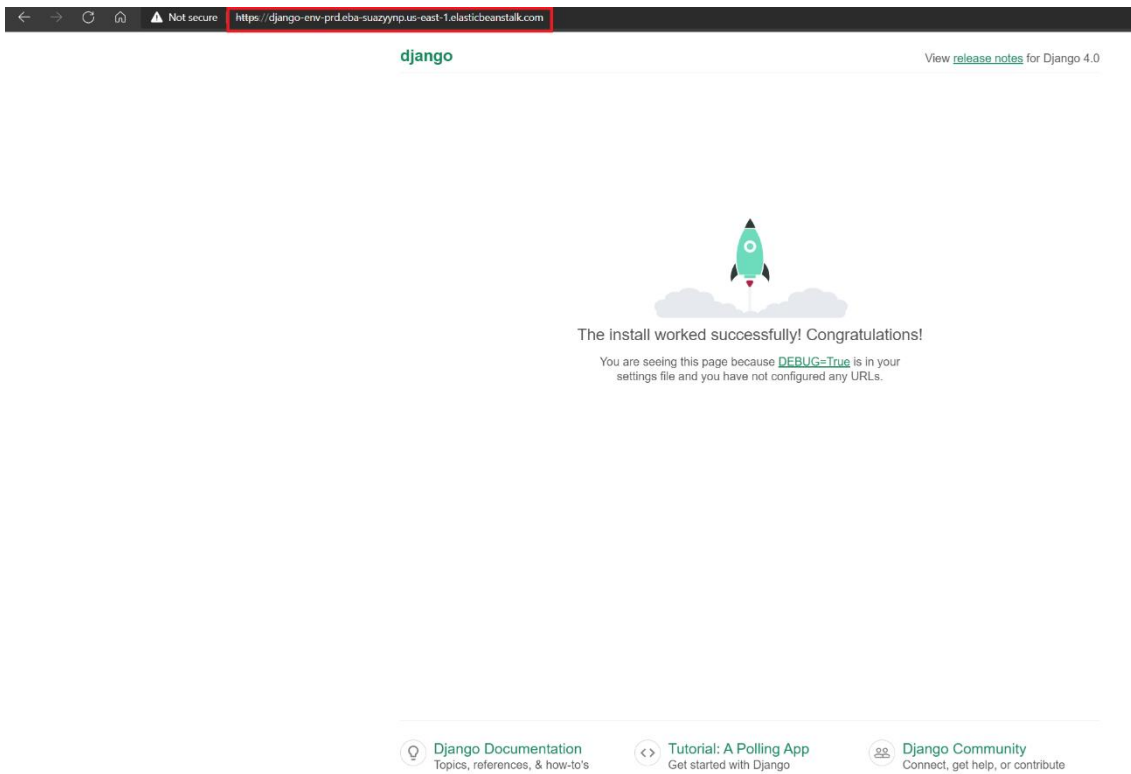 Not secure https://django-env-prd.eba-suazyynp.us-east-1.elasticbeanstalk.com
django
View release notes for Django 4.0
The install worked successfully! Congratulations!
You are seeing this page because DEBUG=True is in your
settings file and you have not configured any URLs.
Django Documentation
Topics, references, & how-to's
Tutorial: A Polling App
Get started with Django
Django Community
Connect, get help, or contribute